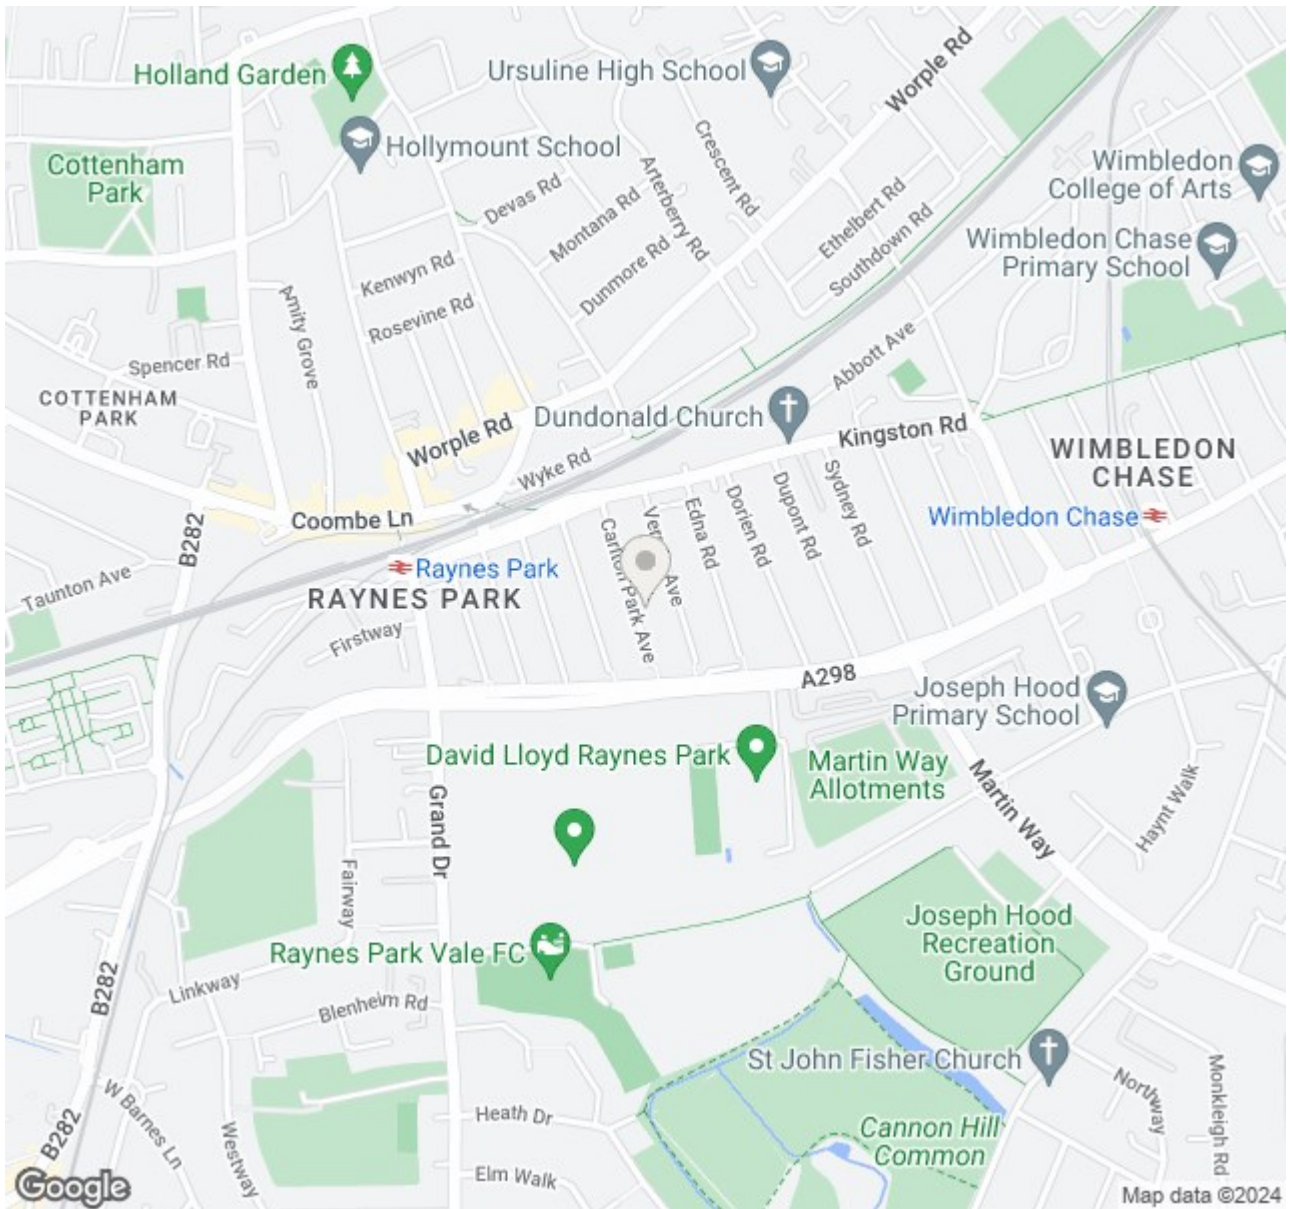 Holland Garden
Ursuline High School
Worple Rd
Hollymount School
Crescent Rd
Cottenham
Park
Devas Rd
Arterberry Rd
Montana Rd
Ethelbert Rd
Southdown Rd
Wimbledon
College of Arts
Wimbledon Chase
Primary School
Kenwyn Rd
Dunmore Rd
Amity Grove
Rosevine Rd
Spencer Rd
Abbott Ave
COTTENHAM
PARK
Dundonald Church
Worple Rd
Kingston Rd
WIMBLEDON
CHASE
Wyke Rd
Coombe Ln
B282
Carlton Park Ave
Ave
Edna Rd
Dorien Rd
Dupont Rd
Sydney Rd
Wimbledon Chase
Raynes Park
RAYNES PARK
Taunton Ave
Firstway
A298
Joseph Hood
Primary School
David Lloyd Raynes Park
Martin Way
Allotments
Martin Way
Haynt Walk
Grand Dr
Fairway
Joseph Hood
Recreation
Ground
Raynes Park Vale FC
Linkway
B282
Blenheim Rd
St John Fisher Church
Northway
Monkleigh Rd
Heath Dr
W Barnes Ln
B282
Westway
Cannon Hill
Common
Elm Walk
Google
Map data ©2024